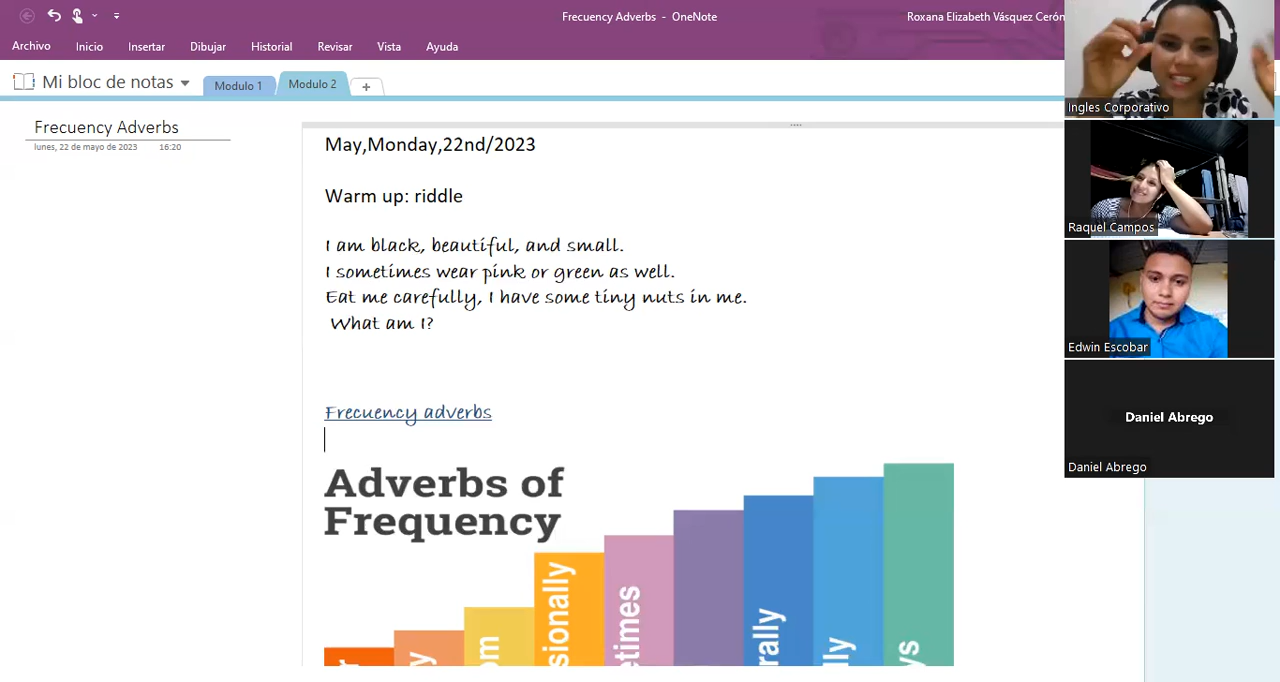 Frecuency Adverbs - OneNote
Roxana Elizabeth Vásquez Cerón
Archivo Inicio Insertar Dibujar Historial Revisar Vista Ayuda
Mi bloc de notas Modulo 1 Modulo 2 +
Frecuency Adverbs
lunes, 22 de mayo de 2023 16:20
May,Monday,22nd/2023
Warm up: riddle
I am black, beautiful, and small.
I sometimes wear pink or green as well.
Eat me carefully, I have some tiny nuts in me.
What am I?
Frecuency adverbs
Adverbs of
Frequency
sionally
etimes
rally
Ingles Corporativo
Raquel Campos
Edwin Escobar
Daniel Abrego
Daniel Abrego